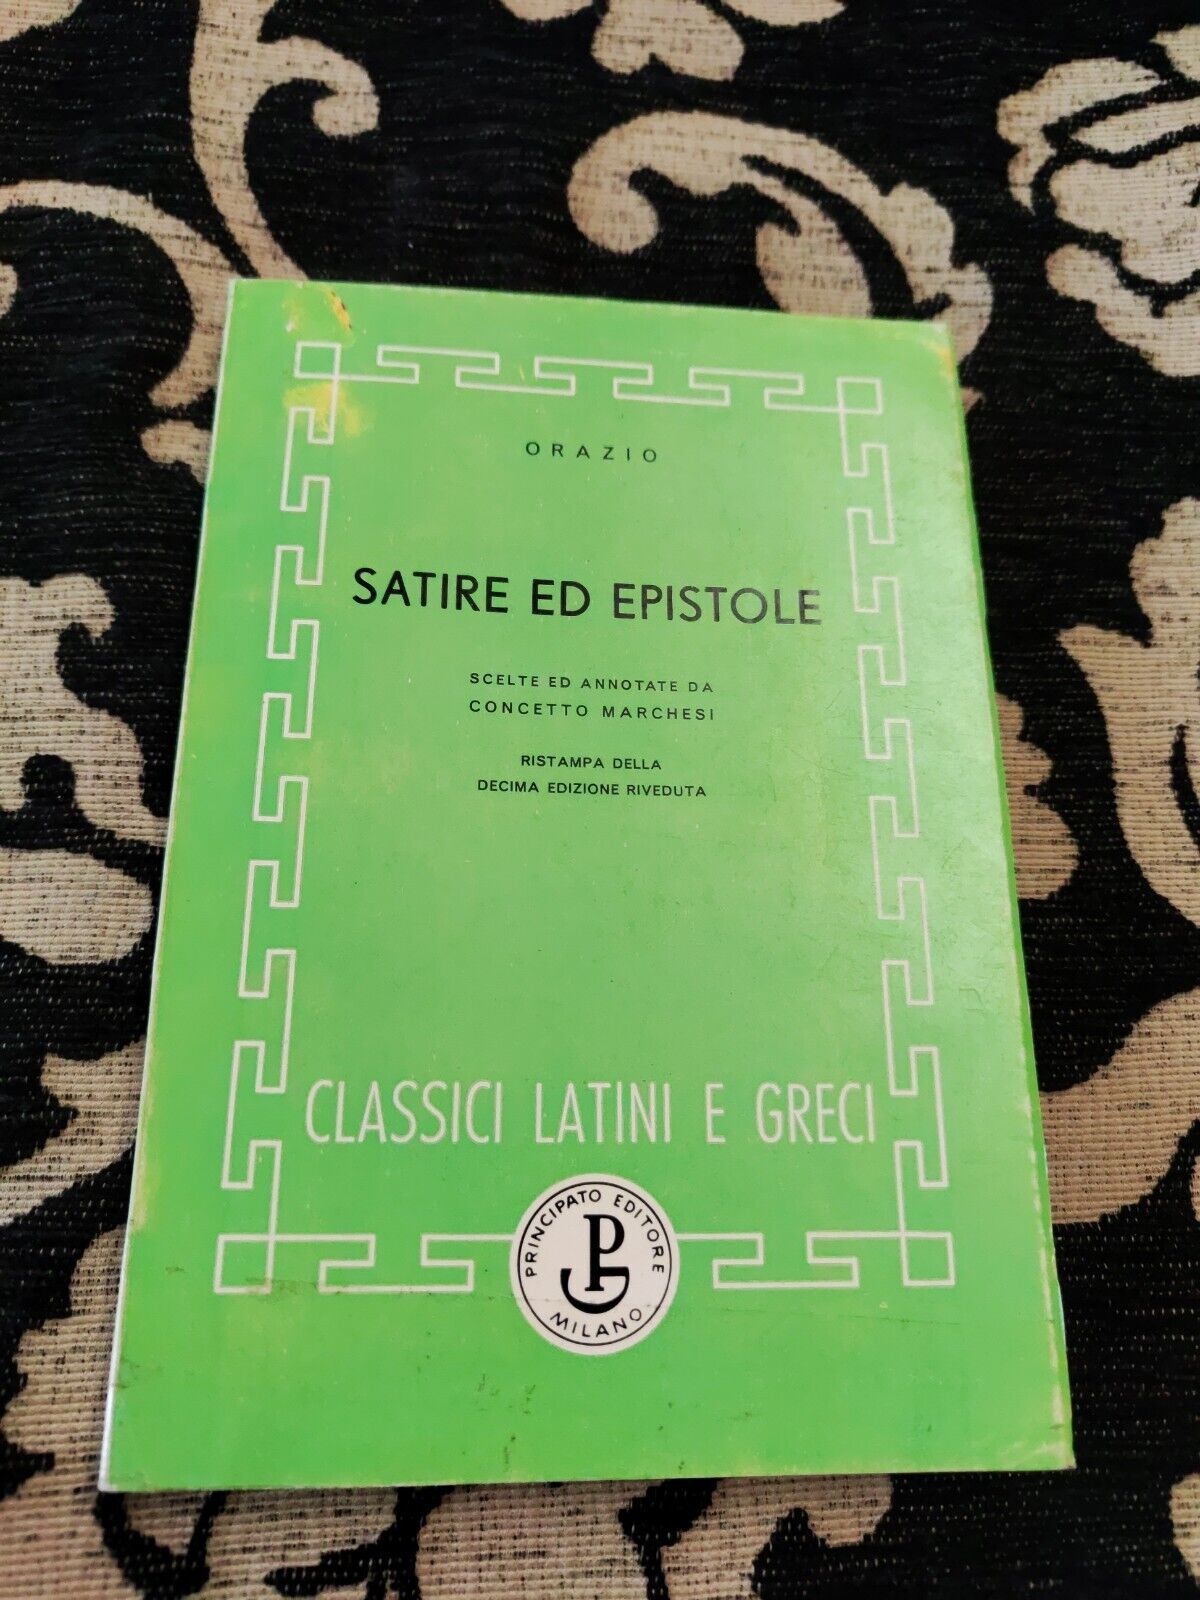 ORAZIO
SATIRE ED EPISTOLE
SCELTE ED ANNOTATE DA
CONCETTO MARCHESI
RISTAMPA DELLA
DECIMA EDIZIONE RIVEDUTA
CLASSICI LATINI E GRECI
PRINCIPATO EDITORE
P
MILANO